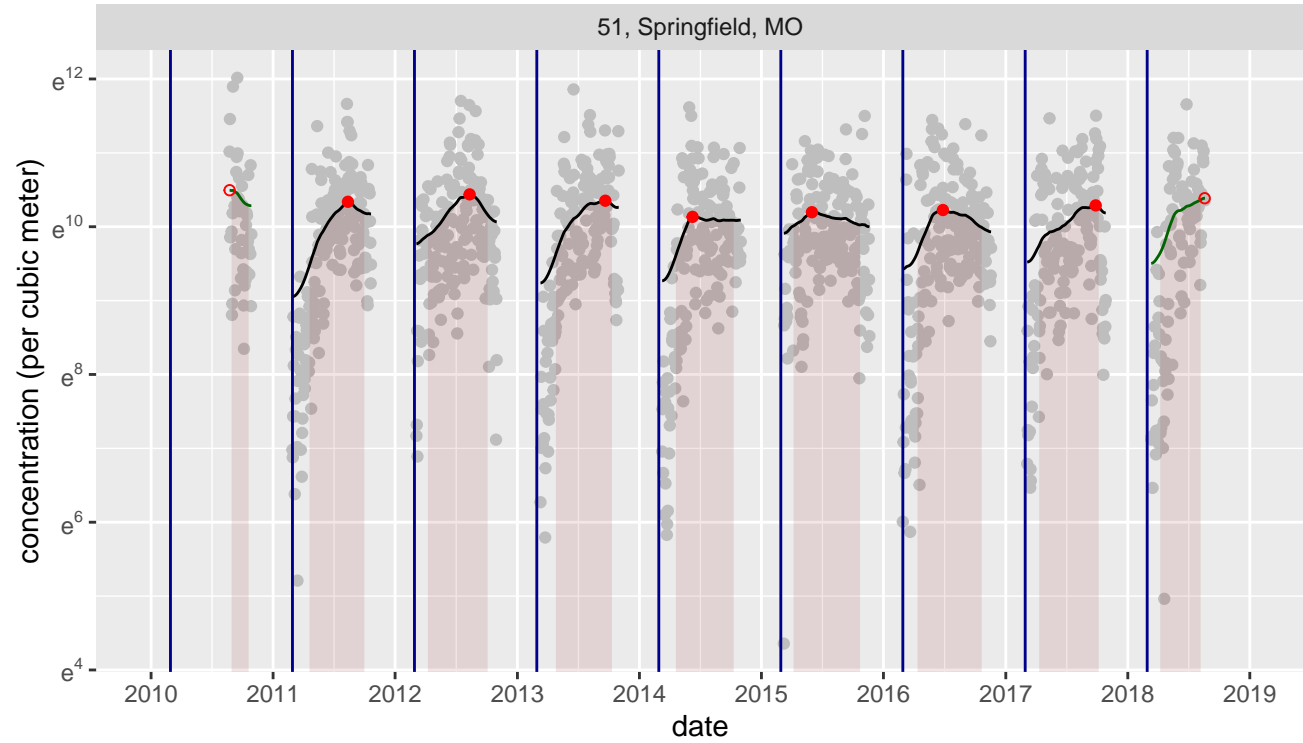 51, Springfield, MO
concentration (per cubic meter)
e¹²
e¹⁰
e⁸
e⁶
e⁴
2010 2011 2012 2013 2014 2015 2016 2017 2018 2019
date